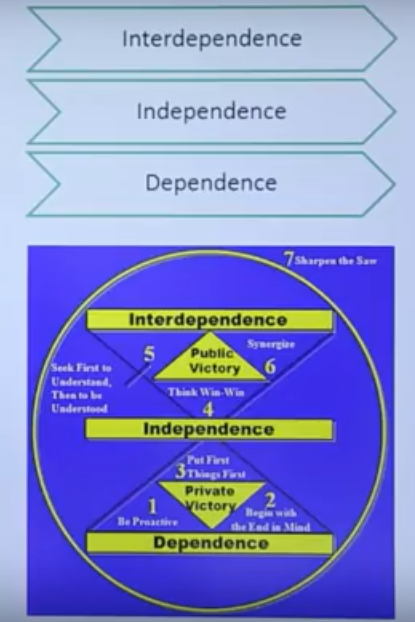 Interdependence
Independence
Dependence
7 Sharpen the Saw
Interdependence
Synergize
5
Public
Victory
6
Seek First to
Understand,
Then to be
Understood
Think Win-Win
4
Independence
Put First
3 Things First
Private
Victory
1
Be Proactive
2
Begin with
the End in Mind
Dependence